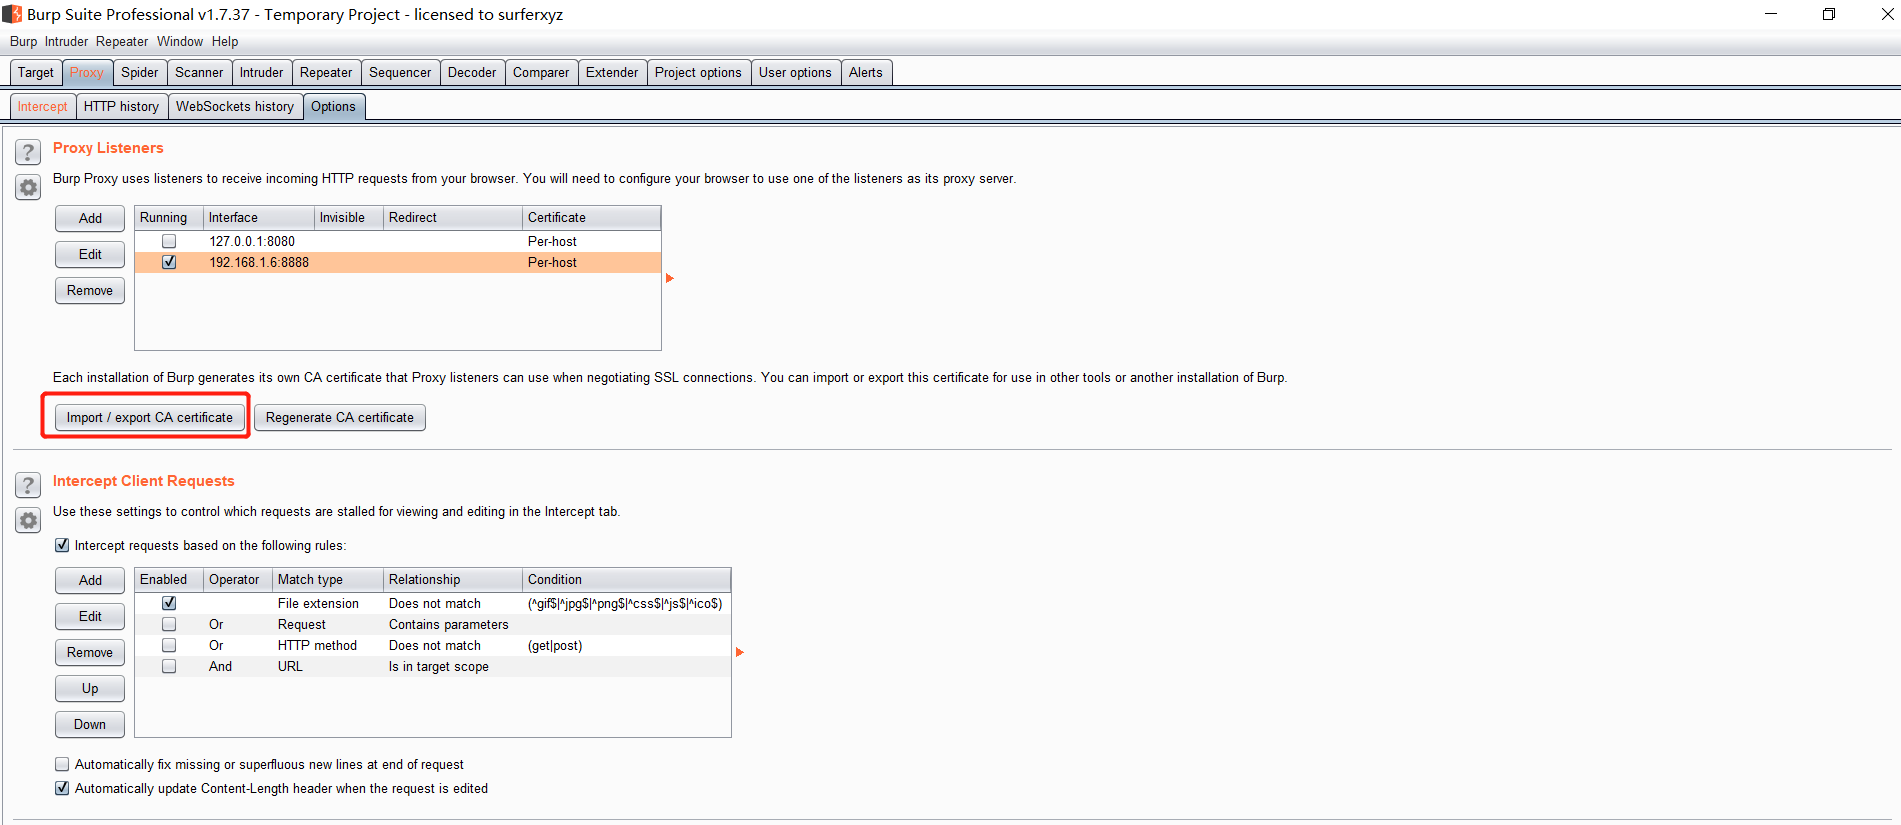 Burp Suite Professional v1.7.37 - Temporary Project - licensed to surferxyz
Burp Intruder Repeater Window Help
Target Proxy Spider Scanner Intruder Repeater Sequencer Decoder Comparer Extender Project options User options Alerts
Intercept HTTP history WebSockets history Options
? Proxy Listeners
Burp Proxy uses listeners to receive incoming HTTP requests from your browser. You will need to configure your browser to use one of the listeners as its proxy server.
Add Running Interface Invisible Redirect Certificate
127.0.0.1:8080 Per-host
Edit
192.168.1.6:8888 Per-host
Remove
Each installation of Burp generates its own CA certificate that Proxy listeners can use when negotiating SSL connections. You can import or export this certificate for use in other tools or another installation of Burp.
Import / export CA certificate Regenerate CA certificate
? Intercept Client Requests
Use these settings to control which requests are stalled for viewing and editing in the Intercept tab.
Intercept requests based on the following rules:
Add Enabled Operator Match type Relationship Condition
File extension Does not match (^gif$|^jpg$|^png$|^css$|^js$|^ico$)
Edit Or Request Contains parameters
Remove Or HTTP method Does not match (get|post)
And URL Is in target scope
Up
Down
Automatically fix missing or superfluous new lines at end of request
Automatically update Content-Length header when the request is edited